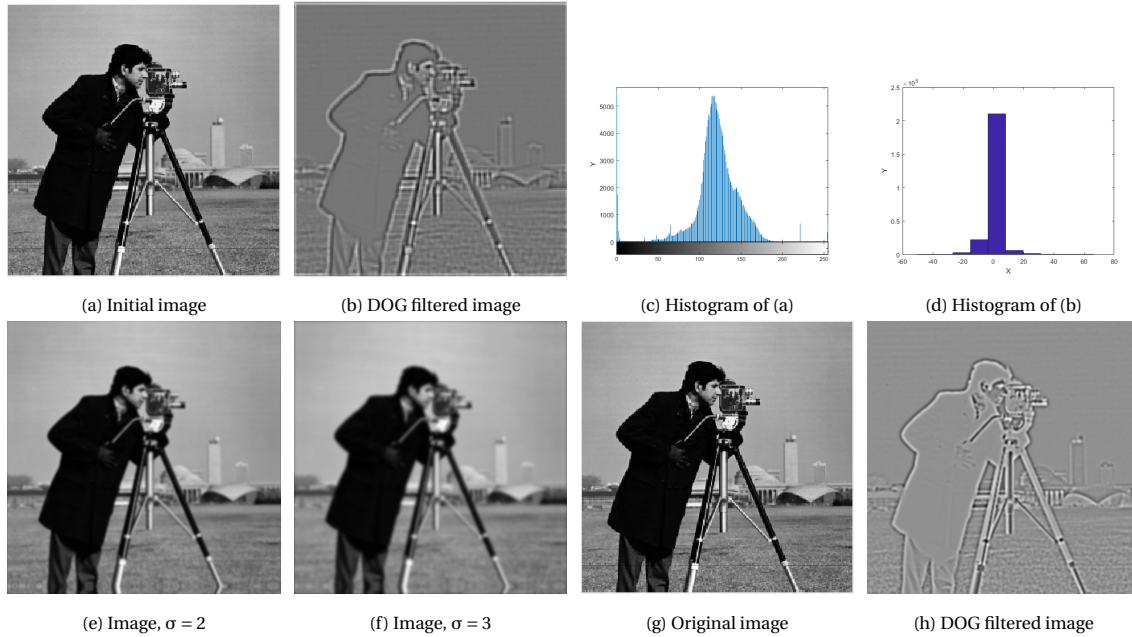 5000
4000
3000
2000
1000
0
Y
0
50
100
150
200
250
× 10^5
2.5
2
1.5
1
0.5
0
Y
-60
-40
-20
0
20
40
60
80
X
(a) Initial image
(b) DOG filtered image
(c) Histogram of (a)
(d) Histogram of (b)
(e) Image, σ = 2
(f) Image, σ = 3
(g) Original image
(h) DOG filtered image